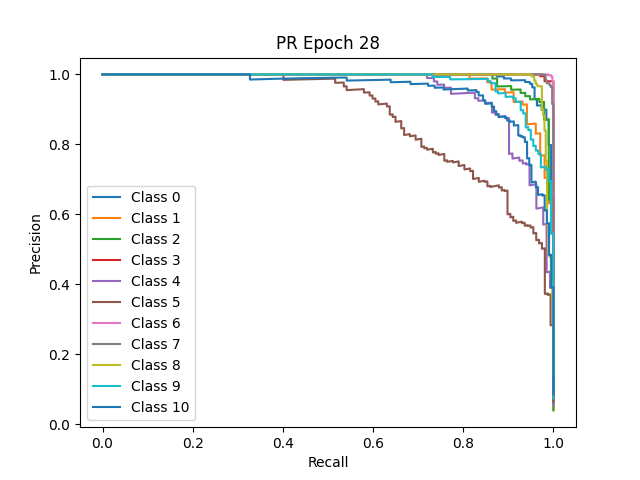 PR Epoch 28
Precision
1.0
0.8
0.6
0.4
0.2
0.0
Class 0
Class 1
Class 2
Class 3
Class 4
Class 5
Class 6
Class 7
Class 8
Class 9
Class 10
0.0 0.2 0.4 0.6 0.8 1.0
Recall